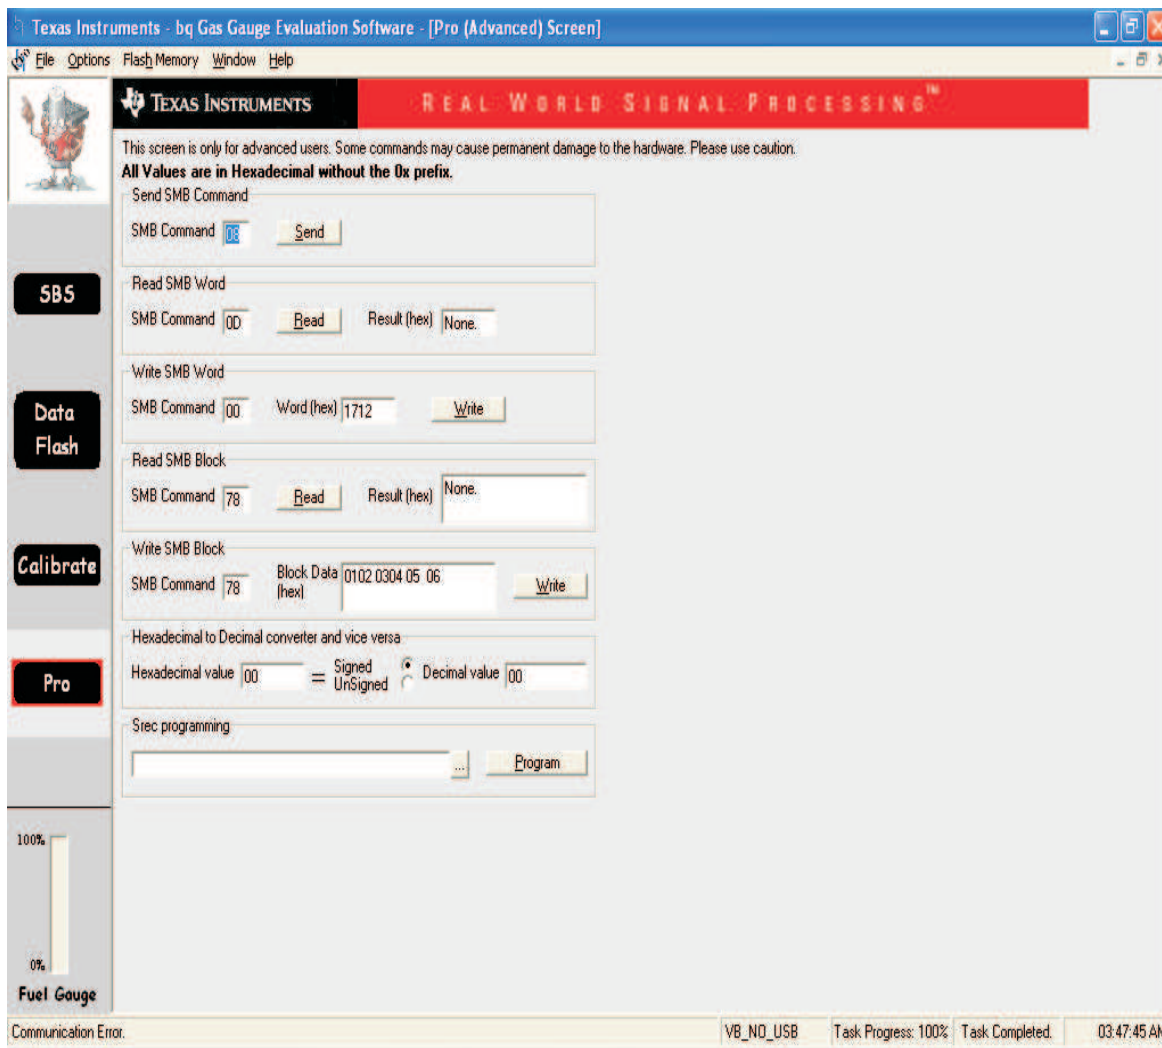 Texas Instruments - bq Gas Gauge Evaluation Software - [Pro (Advanced) Screen]
File Options Flash Memory Window Help
TEXAS INSTRUMENTS REAL WORLD SIGNAL PROCESSING™
This screen is only for advanced users. Some commands may cause permanent damage to the hardware. Please use caution.
All Values are in Hexadecimal without the 0x prefix.
Send SMB Command
SMB Command 08 Send
SBS
Read SMB Word
SMB Command 0D Read Result (hex) None.
Write SMB Word
SMB Command 00 Word (hex) 1712 Write
Data
Flash
Read SMB Block
SMB Command 78 Read Result (hex) None.
Write SMB Block
SMB Command 78 Block Data (hex) 0102 0304 05 06 Write
Calibrate
Hexadecimal to Decimal converter and vice versa
Hexadecimal value 00 = Signed UnSigned Decimal value 00
Pro
Srec programming
... Program
100%
0%
Fuel Gauge
Communication Error. VB_NO_USB Task Progress: 100% Task Completed. 03:47:45 AM